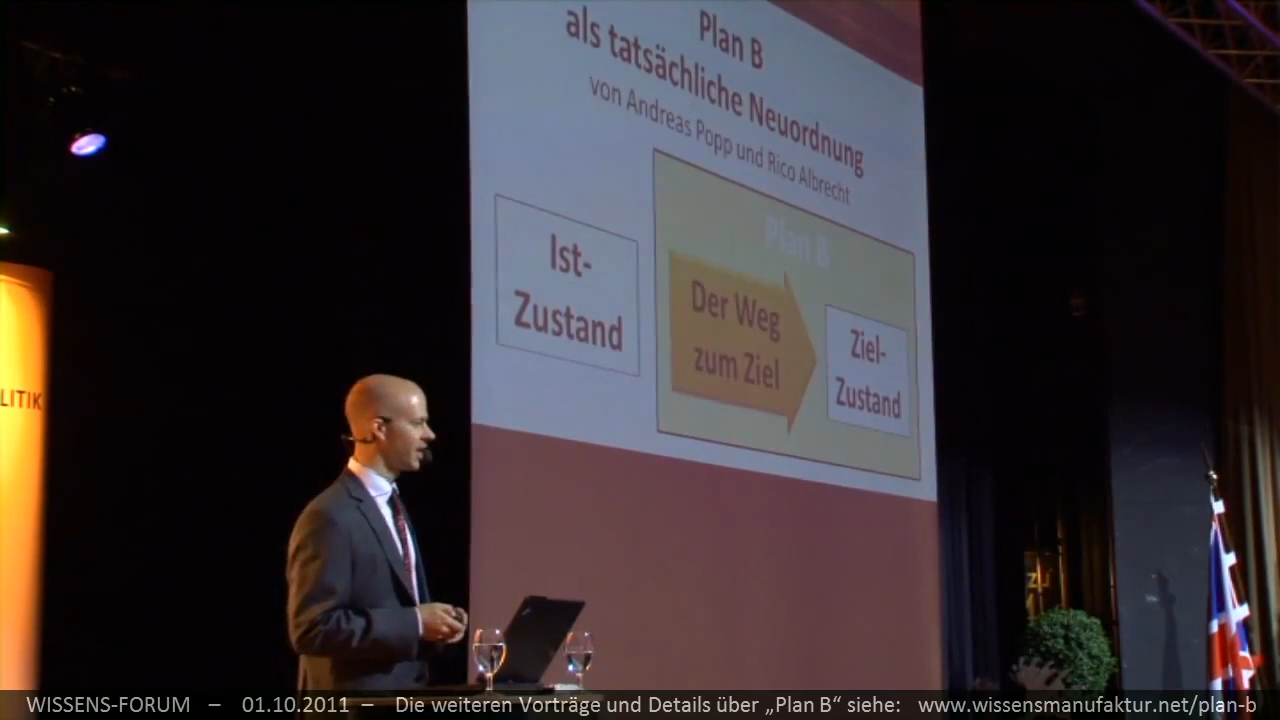 Plan B
als tatsächliche Neuordnung
von Andreas Popp und Rico Albrecht
Plan B
Ist-
Zustand
Der Weg
zum Ziel
Ziel-
Zustand
LITIK
WISSENS-FORUM – 01.10.2011 – Die weiteren Vorträge und Details über „Plan B“ siehe: www.wissensmanufaktur.net/plan-b